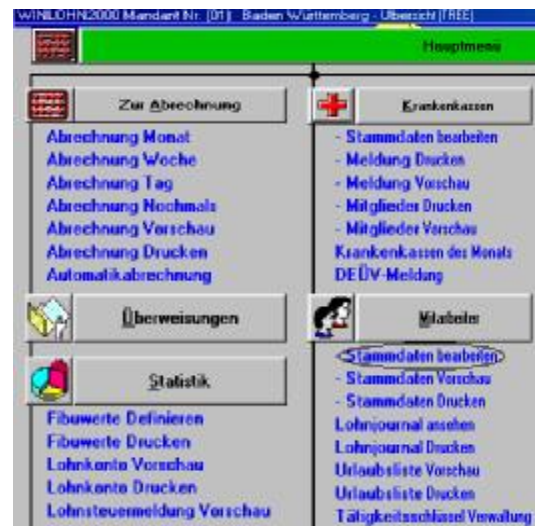 WINLOHN2000 Mandant Nr. [01] Baden Württemberg - Übersicht (TREE)
Hauptmenü
Zur Abrechnung
Abrechnung Monat
Abrechnung Woche
Abrechnung Tag
Abrechnung Nochmals
Abrechnung Vorschau
Abrechnung Drucken
Automatikabrechnung
Überweisungen
Statistik
Fibuwerte Definieren
Fibuwerte Drucken
Lohnkonto Vorschau
Lohnkonto Drucken
Lohnsteuermeldung Vorschau
Krankenkassen
- Stammdaten bearbeiten
- Meldung Drucken
- Meldung Vorschau
- Mitglieder Drucken
- Mitglieder Vorschau
Krankenkassen des Monats
DEÜV-Meldung
Mitarbeiter
- Stammdaten bearbeiten
- Stammdaten Vorschau
- Stammdaten Drucken
Lohnjournal ansehen
Lohnjournal Drucken
Urlaubsliste Vorschau
Urlaubsliste Drucken
Tätigkeitsschlüssel Verwaltung